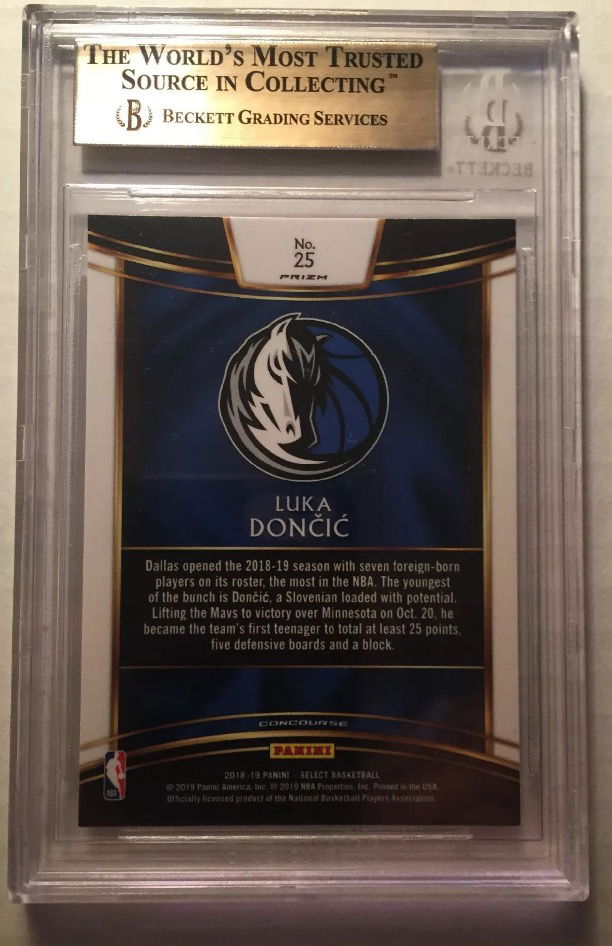 THE WORLD'S MOST TRUSTED
SOURCE IN COLLECTING™
B BECKETT GRADING SERVICES
BECKETT™
No.
25
PRIZM
LUKA
DONČIĆ
Dallas opened the 2018-19 season with seven foreign-born
players on its roster, the most in the NBA. The youngest
of the bunch is Dončić, a Slovenian loaded with potential.
Lifting the Mavs to victory over Minnesota on Oct. 20, he
became the team's first teenager to total at least 25 points,
five defensive boards and a block.
CONCOURSE
PANINI
2018-19 PANINI - SELECT BASKETBALL
© 2019 Panini America, Inc. © 2019 NBA Properties, Inc. Printed in the USA.
Officially licensed product of the National Basketball Players Association.